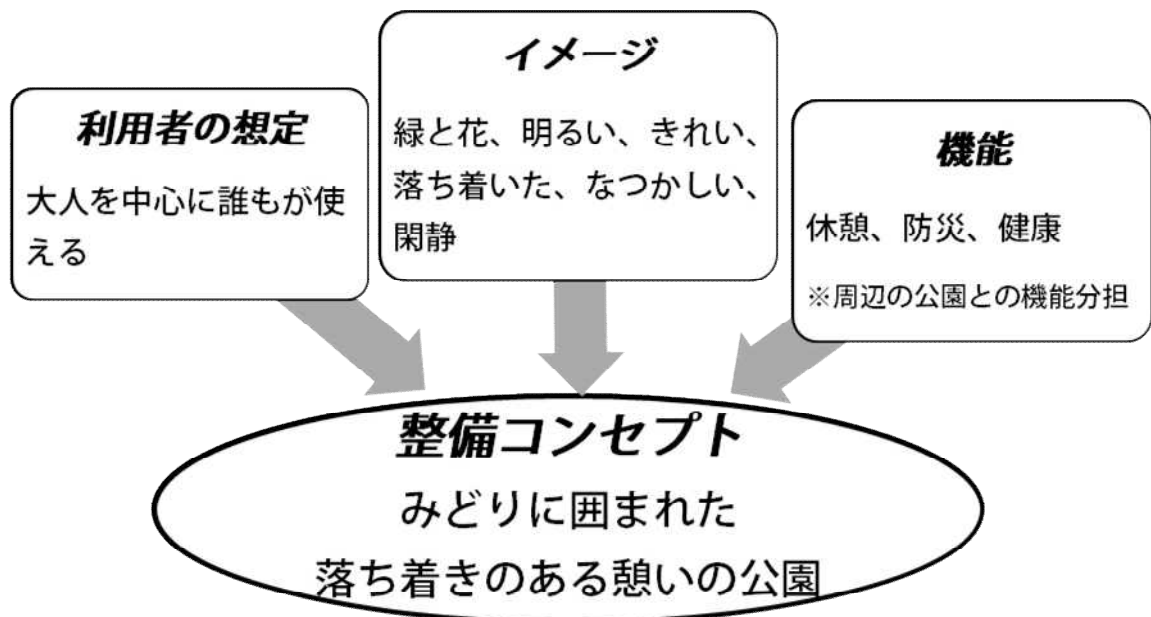 利用者の想定
大人を中心に誰もが使
える
イメージ
緑と花、明るい、きれい、
落ち着いた、なつかしい、
閑静
機能
休憩、防災、健康
※周辺の公園との機能分担
整備コンセプト
みどりに囲まれた
落ち着きのある憩いの公園